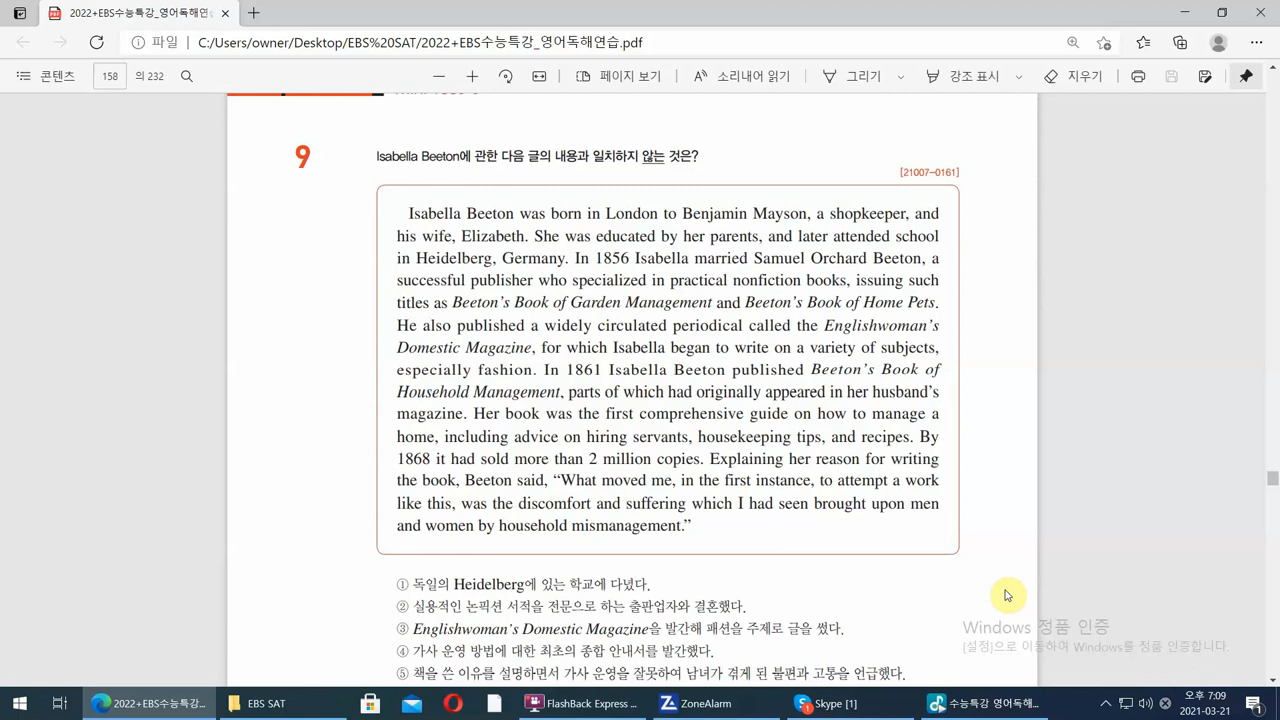 2022+EBS수능특강_영어독해연습
파일 C:/Users/owner/Desktop/EBS%20SAT/2022+EBS수능특강_영어독해연습.pdf
콘텐츠 158 의 232 페이지 보기 소리내어 읽기 그리기 강조 표시 지우기
9 Isabella Beeton에 관한 다음 글의 내용과 일치하지 않는 것은?
[21007-0161]
Isabella Beeton was born in London to Benjamin Mayson, a shopkeeper, and
his wife, Elizabeth. She was educated by her parents, and later attended school
in Heidelberg, Germany. In 1856 Isabella married Samuel Orchard Beeton, a
successful publisher who specialized in practical nonfiction books, issuing such
titles as Beeton's Book of Garden Management and Beeton's Book of Home Pets.
He also published a widely circulated periodical called the Englishwoman's
Domestic Magazine, for which Isabella began to write on a variety of subjects,
especially fashion. In 1861 Isabella Beeton published Beeton's Book of
Household Management, parts of which had originally appeared in her husband's
magazine. Her book was the first comprehensive guide on how to manage a
home, including advice on hiring servants, housekeeping tips, and recipes. By
1868 it had sold more than 2 million copies. Explaining her reason for writing
the book, Beeton said, “What moved me, in the first instance, to attempt a work
like this, was the discomfort and suffering which I had seen brought upon men
and women by household mismanagement.”
① 독일의 Heidelberg에 있는 학교에 다녔다.
② 실용적인 논픽션 서적을 전문으로 하는 출판업자와 결혼했다.
③ Englishwoman's Domestic Magazine을 발간해 패션을 주제로 글을 썼다.
④ 가사 운영 방법에 대한 최초의 종합 안내서를 발간했다.
⑤ 책을 쓴 이유를 설명하면서 가사 운영을 잘못하여 남녀가 겪게 된 불편과 고통을 언급했다.
Windows 정품 인증
[설정]으로 이동하여 Windows를 정품 인증합니다.
2022+EBS수능특강_... EBS SAT FlashBack Express ... ZoneAlarm Skype [1] 수능특강 영어독해... 오후 7:09
2021-03-21